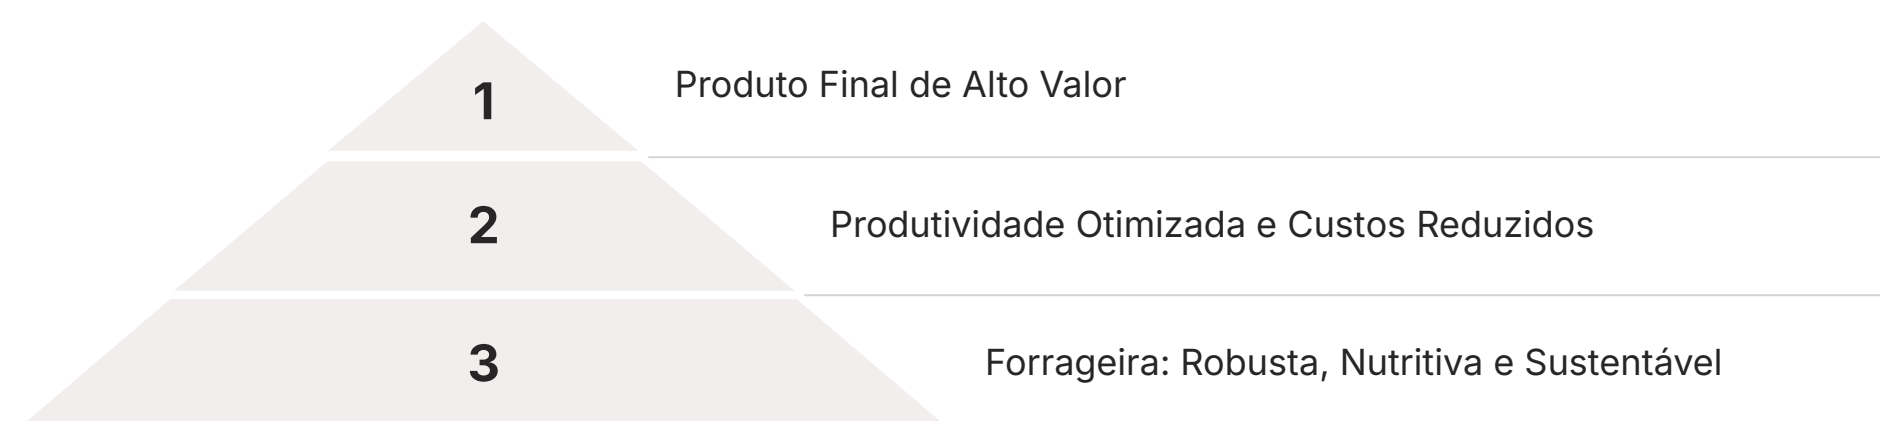 1
Produto Final de Alto Valor
2
Produtividade Otimizada e Custos Reduzidos
3
Forrageira: Robusta, Nutritiva e Sustentável